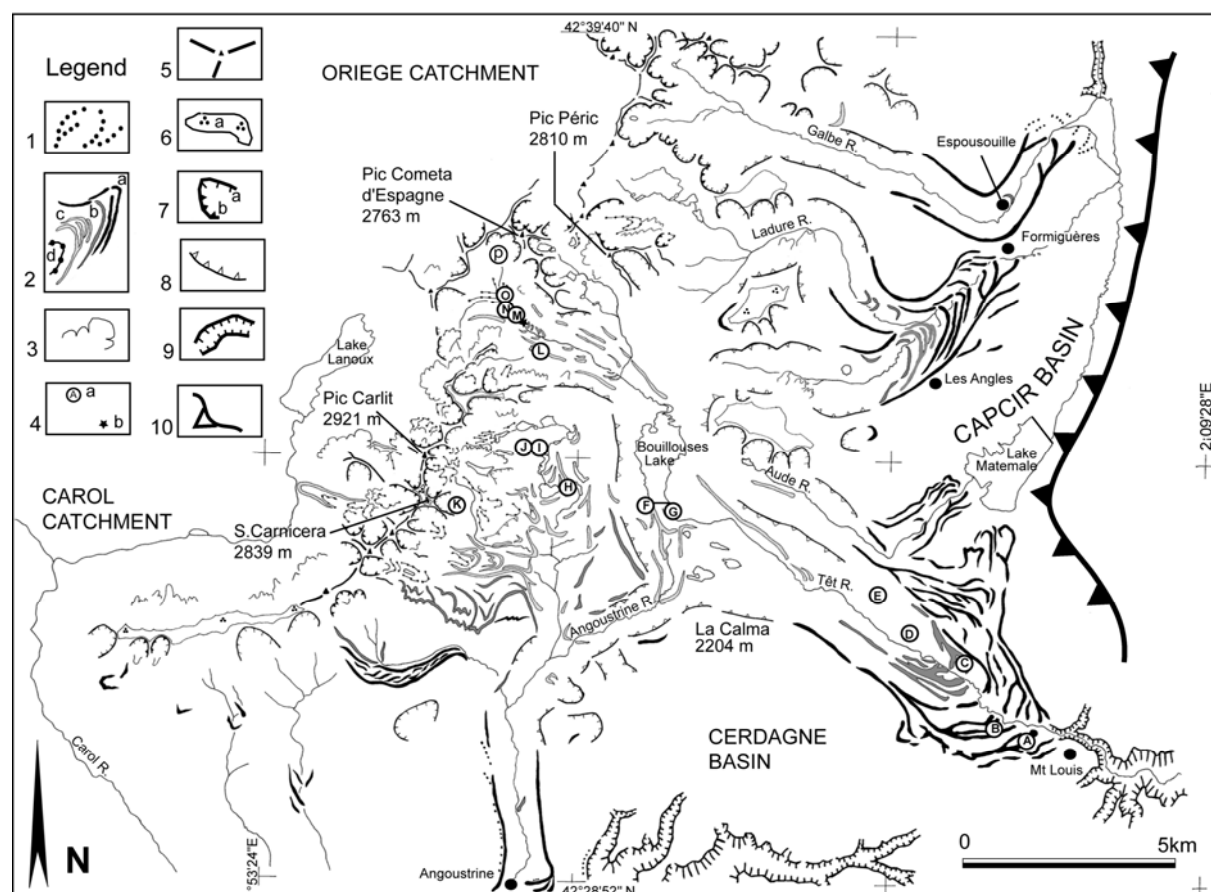 42°39'40" N
Legend
ORIEGE CATCHMENT
1
2
a
b
c
d
3
4
A
a
b
5
6
a
7
a
b
8
9
10
Pic Péric
2810 m
Pic Cometa
d'Espagne
2763 m
Galbe R.
Espousouille
Ladure R.
Formiguères
P
O
N
M
L
Lake
Lanoux
Pic Carlit
2921 m
Les Angles
CAPCIR BASIN
2°09'28" E
J
I
H
K
Bouillouses
Lake
F
G
Aude R.
Lake
Matemale
CAROL
CATCHMENT
S.Carnicera
2839 m
Têt R.
E
D
C
Angoustrine R.
La Calma
2204 m
B
A
Mt Louis
CERDAGNE
BASIN
Carol R.
N
0
5km
°53'24"E
Angoustrine
42°28'52" N